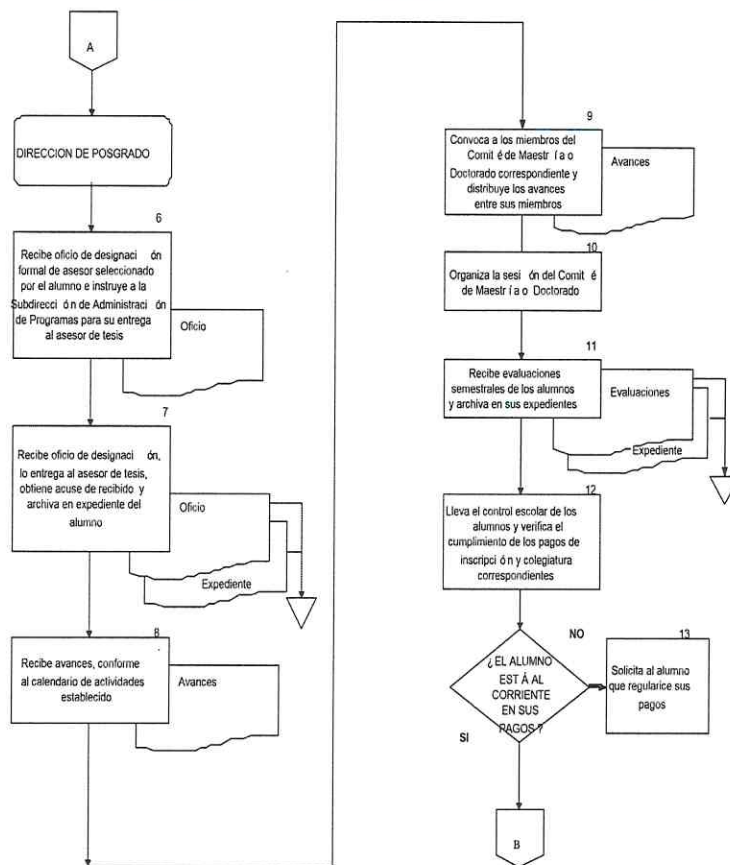 A
DIRECCION DE POSGRADO
6
Recibe oficio de designaci ón
formal de asesor seleccionado
por el alumno e instruye a la
Subdirecci ón de Administraci ón
de Programas para su entrega
al asesor de tesis
Oficio
7
Recibe oficio de designaci ón,
lo entrega al asesor de tesis,
obtiene acuse de recibido y
archiva en expediente del
alumno
Oficio
Expediente
8
Recibe avances, conforme
al calendario de actividades
establecido
Avances
9
Convoca a los miembros del
Comit é de Maestr í a o
Doctorado correspondiente y
distribuye los avances
entre sus miembros
Avances
10
Organiza la sesi ón del Comit é
de Maestr í a o Doctorado
11
Recibe evaluaciones
semestrales de los alumnos
y archiva en sus expedientes
Evaluaciones
Expediente
12
Lleva el control escolar de los
alumnos y verifica el
cumplimiento de los pagos de
inscripci ó n y colegiatura
correspondientes
¿EL ALUMNO
EST Á AL
CORRIENTE
EN SUS
PAGOS ?
NO
SI
13
Solicita al alumno
que regularice sus
pagos
B